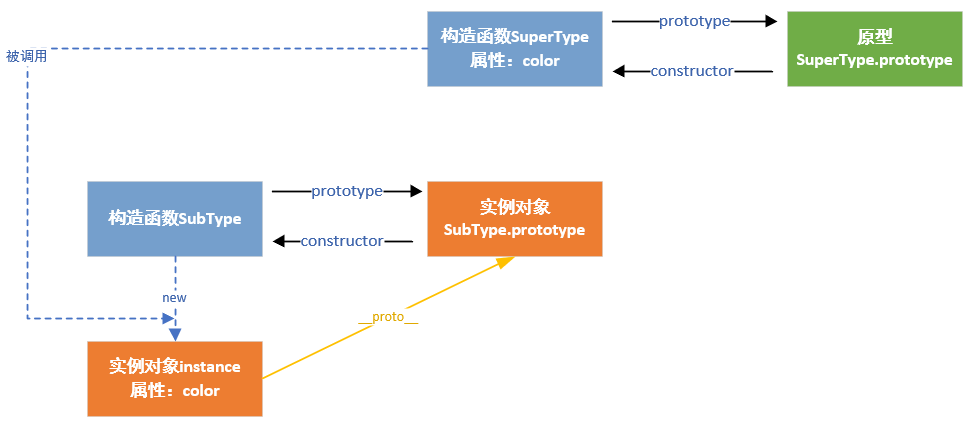 构造函数SuperType
属性：color
prototype
constructor
原型
SuperType.prototype
被调用
构造函数SubType
prototype
constructor
实例对象
SubType.prototype
new
__proto__
实例对象instance
属性：color